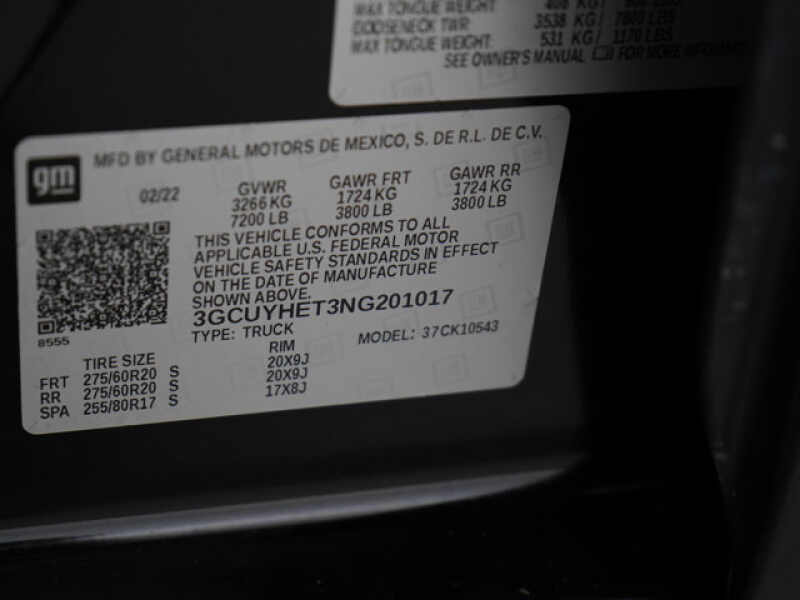 MAX TONGUE WEIGHT 408 KG/
GOOSENECK TWR 3538 KG/ 7800 LBS
MAX TONGUE WEIGHT 531 KG/ 1170 LBS
SEE OWNER'S MANUAL FOR MORE
gm
MFD BY GENERAL MOTORS DE MEXICO, S. DE R.L. DE C.V.
02/22 GVWR GAWR FRT GAWR RR
3266 KG 1724 KG 1724 KG
7200 LB 3800 LB 3800 LB
THIS VEHICLE CONFORMS TO ALL
APPLICABLE U.S. FEDERAL MOTOR
VEHICLE SAFETY STANDARDS IN EFFECT
ON THE DATE OF MANUFACTURE
SHOWN ABOVE.
3GCUYHET3NG201017
8555
TYPE: TRUCK MODEL: 37CK10543
TIRE SIZE RIM
FRT 275/60R20 S 20X9J
RR 275/60R20 S 20X9J
SPA 255/80R17 S 17X8J